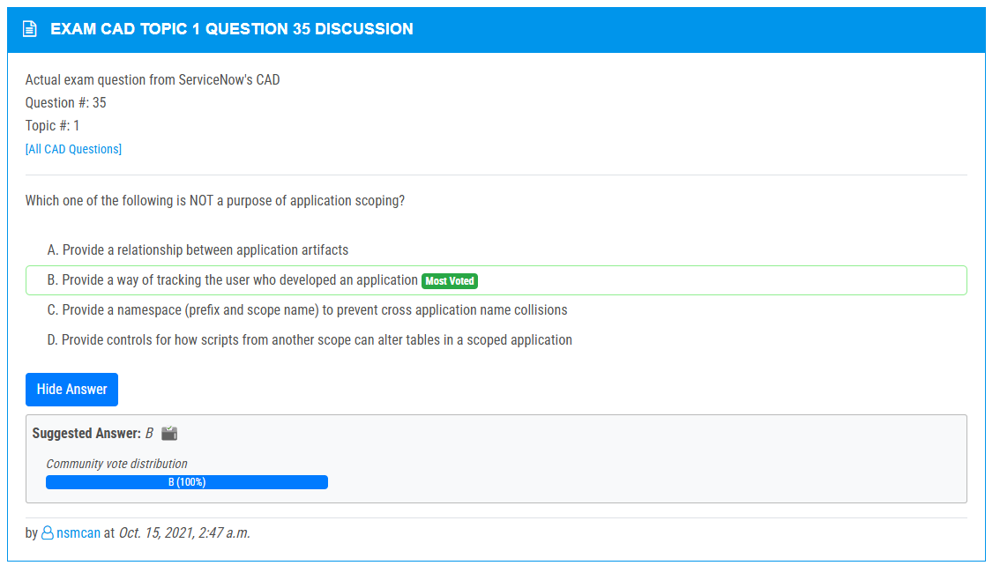 EXAM CAD TOPIC 1 QUESTION 35 DISCUSSION
Actual exam question from ServiceNow's CAD
Question #: 35
Topic #: 1
[All CAD Questions]
Which one of the following is NOT a purpose of application scoping?
A. Provide a relationship between application artifacts
B. Provide a way of tracking the user who developed an application Most Voted
C. Provide a namespace (prefix and scope name) to prevent cross application name collisions
D. Provide controls for how scripts from another scope can alter tables in a scoped application
Hide Answer
Suggested Answer: B
Community vote distribution
B (100%)
by nsmcan at Oct. 15, 2021, 2:47 a.m.